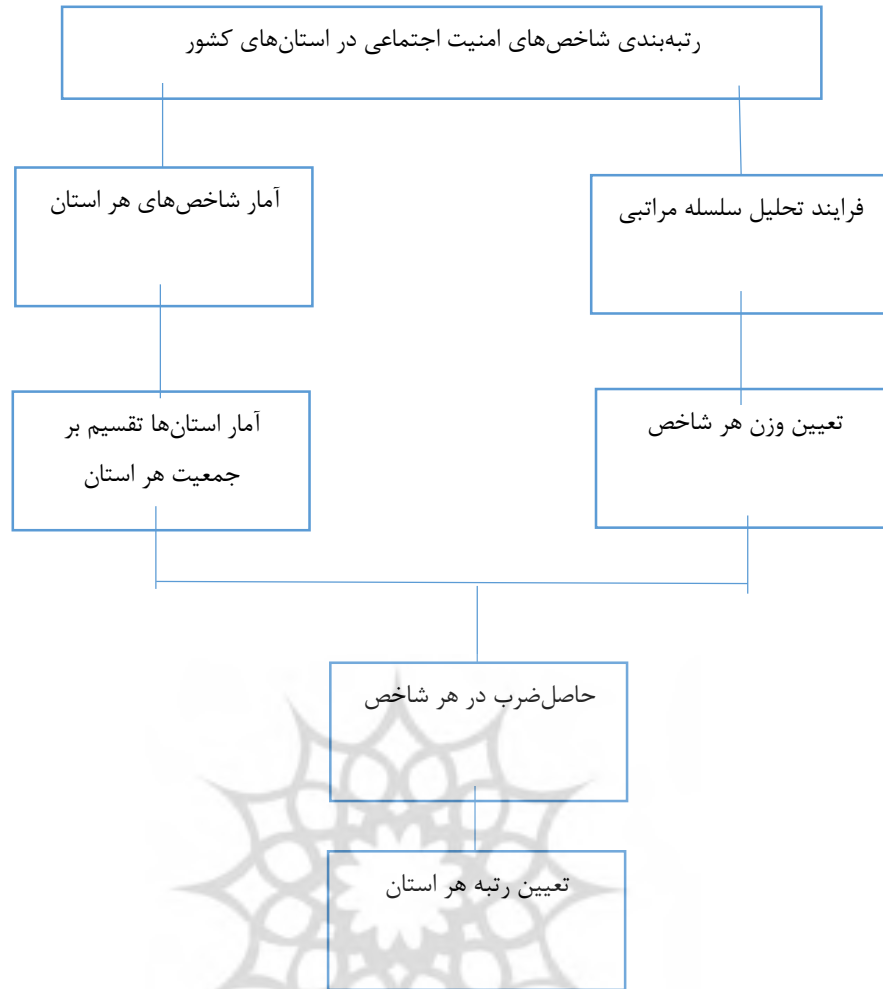 رتبه‌بندی شاخص‌های امنیت اجتماعی در استان‌های کشور
فرایند تحلیل سلسله مراتبی
آمار شاخص‌های هر استان
تعیین وزن هر شاخص
آمار استان‌ها تقسیم بر
جمعیت هر استان
حاصل‌ضرب در هر شاخص
تعیین رتبه هر استان